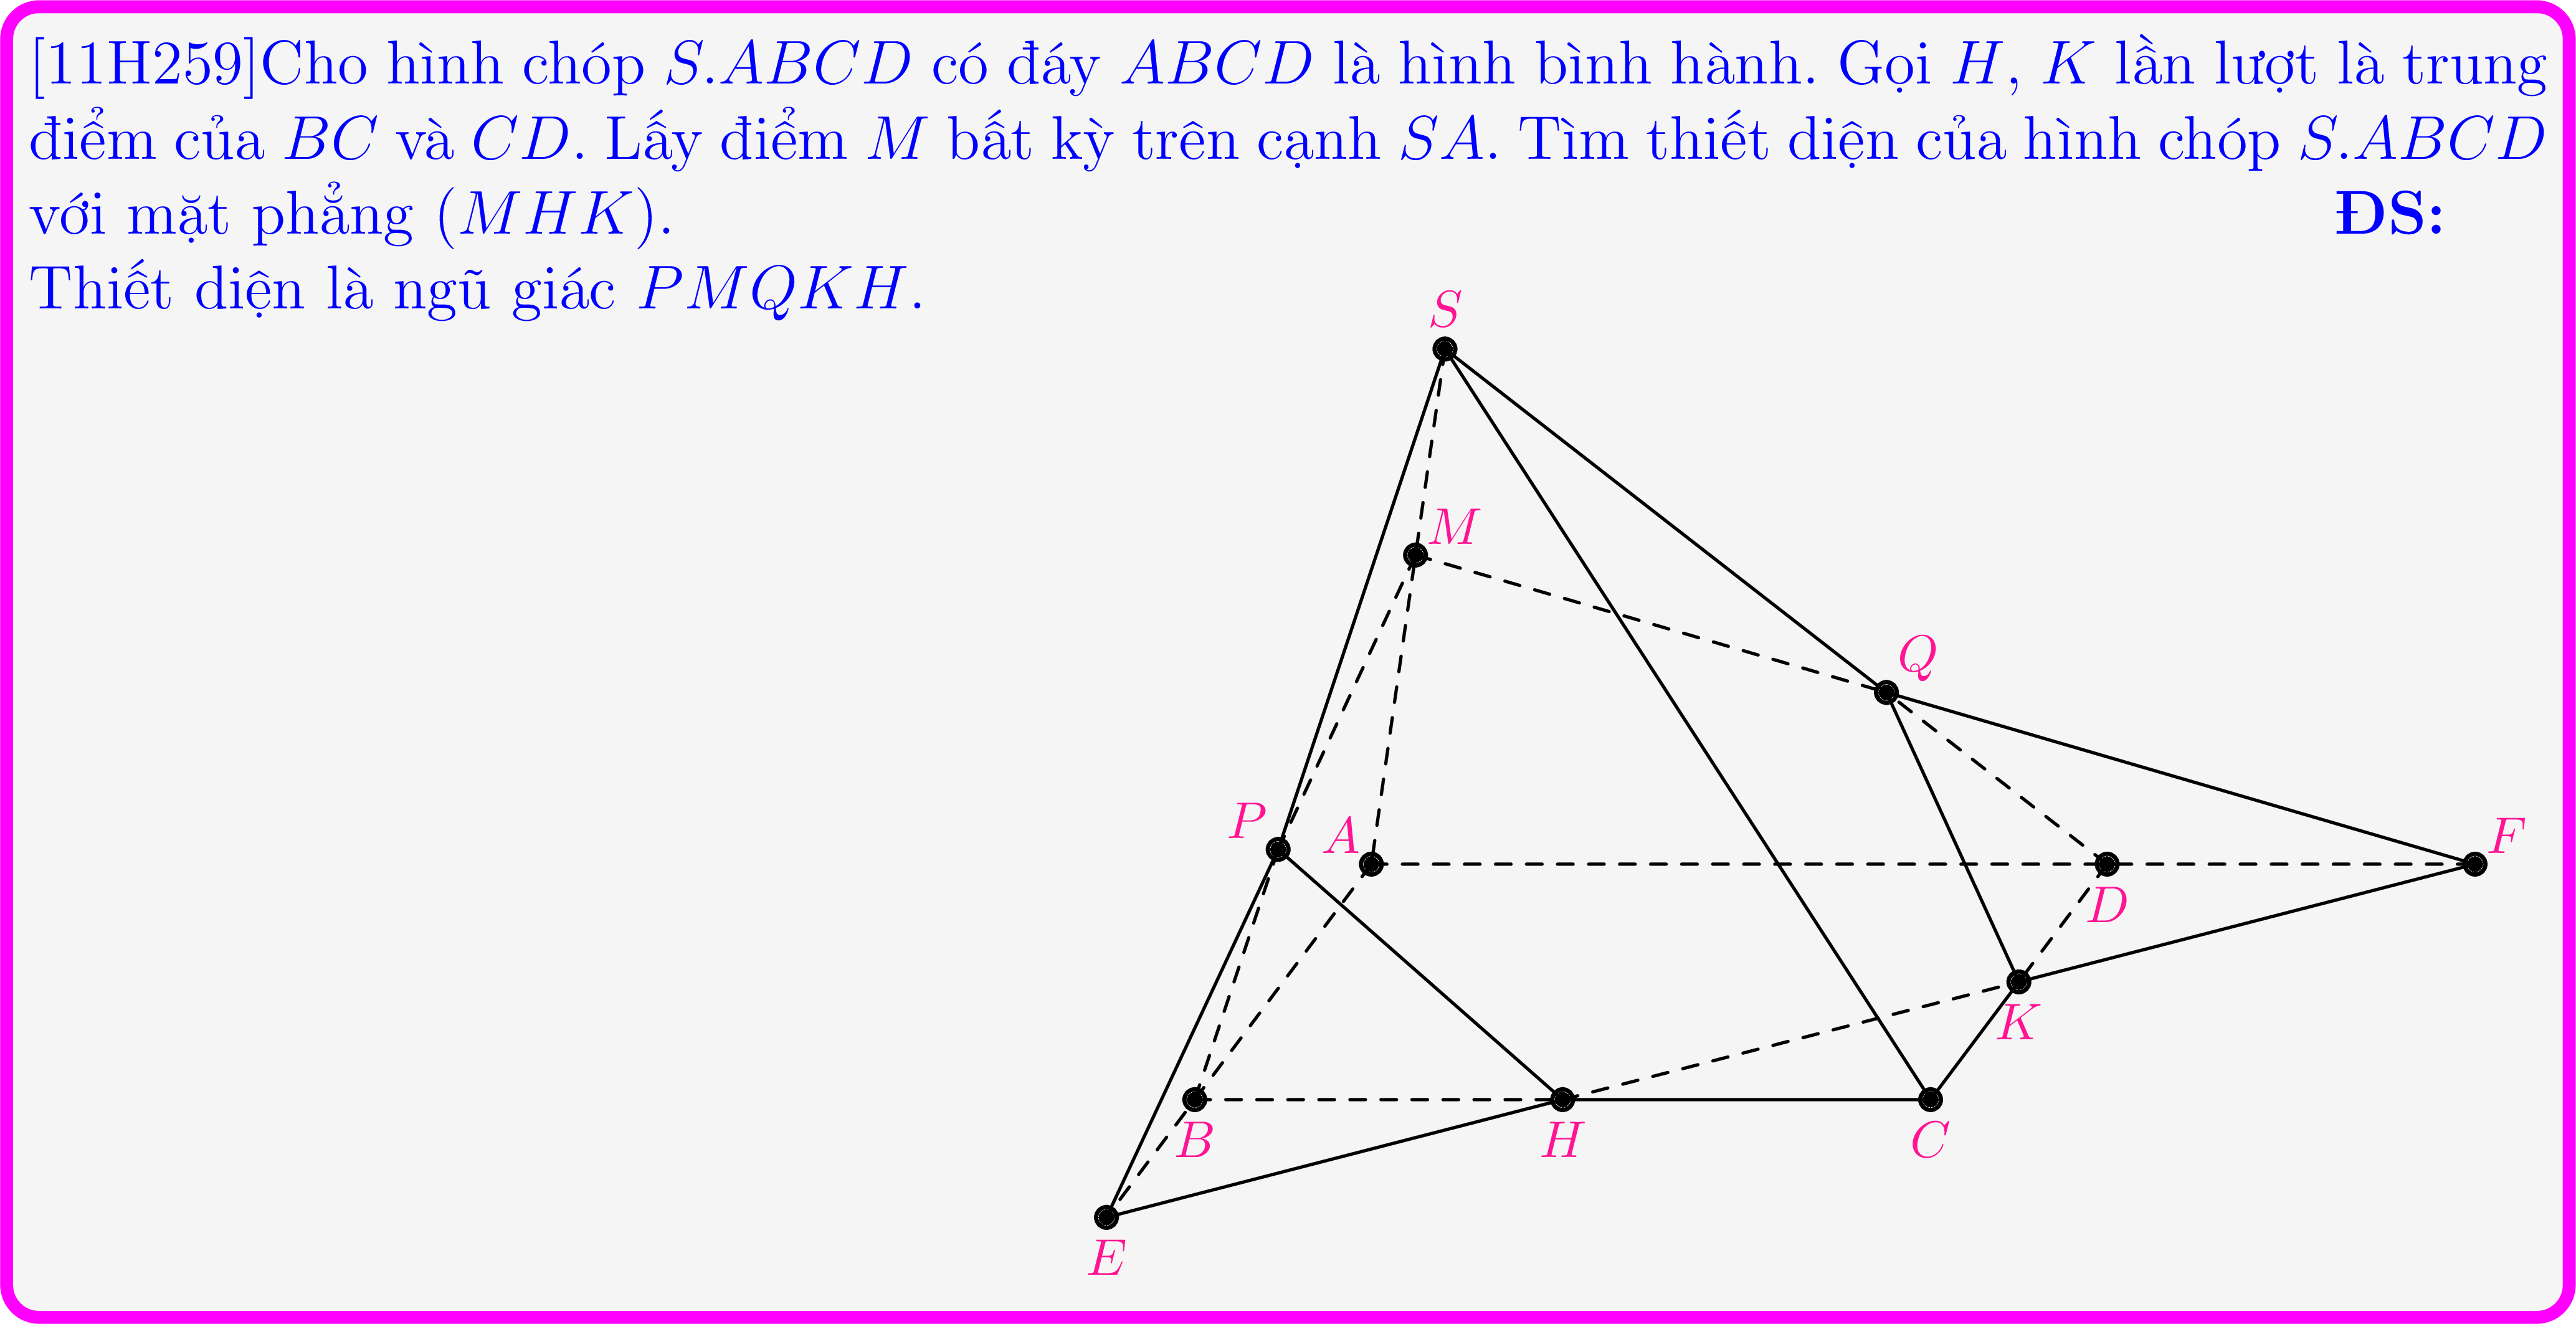 [11H259]Cho hình chóp S.ABCD có đáy ABCD là hình bình hành. Gọi H, K lần lượt là trung
điểm của BC và CD. Lấy điểm M bất kỳ trên cạnh SA. Tìm thiết diện của hình chóp S.ABCD
với mặt phẳng (MHK). ĐS:
Thiết diện là ngũ giác PMQKH.
S
M
Q
P
A
F
D
K
B
H
C
E